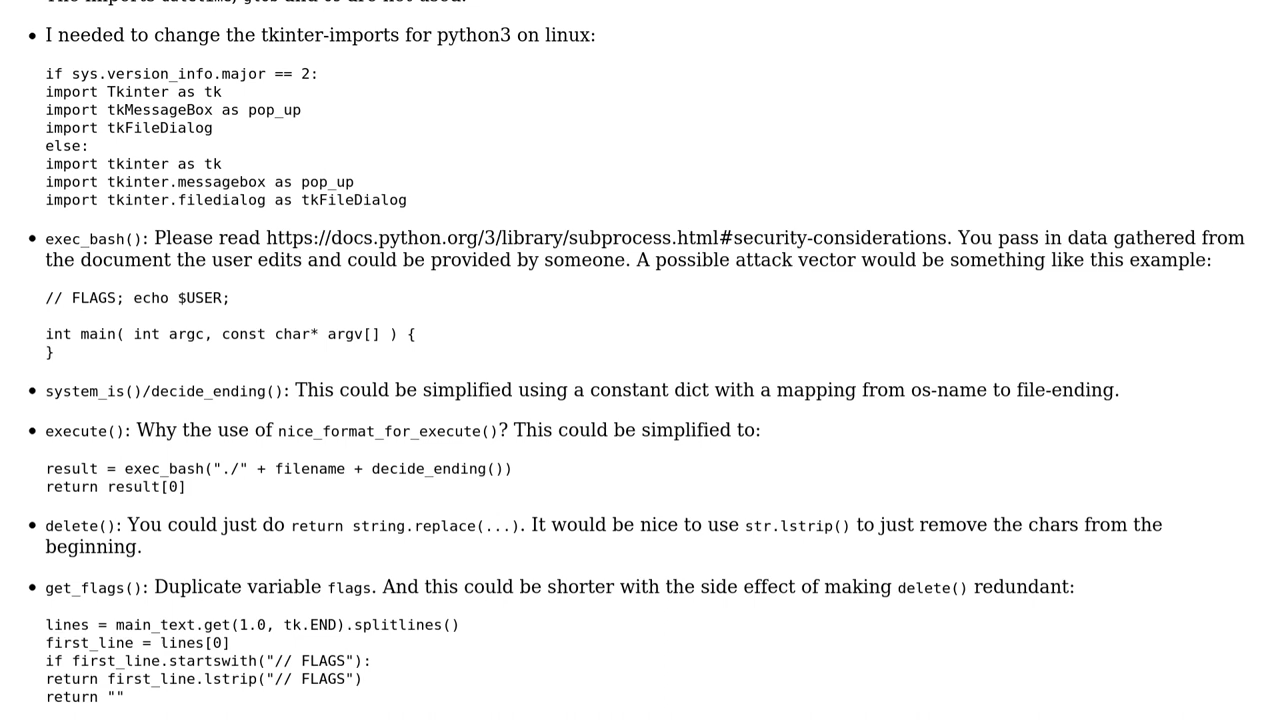 • I needed to change the tkinter-imports for python3 on linux:
if sys.version_info.major == 2:
import Tkinter as tk
import tkMessageBox as pop_up
import tkFileDialog
else:
import tkinter as tk
import tkinter.messagebox as pop_up
import tkinter.filedialog as tkFileDialog
• exec_bash(): Please read https://docs.python.org/3/library/subprocess.html#security-considerations. You pass in data gathered from
the document the user edits and could be provided by someone. A possible attack vector would be something like this example:
// FLAGS; echo $USER;
int main( int argc, const char* argv[] ) {
}
• system_is()/decide_ending(): This could be simplified using a constant dict with a mapping from os-name to file-ending.
• execute(): Why the use of nice_format_for_execute()? This could be simplified to:
result = exec_bash("./" + filename + decide_ending())
return result[0]
• delete(): You could just do return string.replace(...). It would be nice to use str.lstrip() to just remove the chars from the
beginning.
• get_flags(): Duplicate variable flags. And this could be shorter with the side effect of making delete() redundant:
lines = main_text.get(1.0, tk.END).splitlines()
first_line = lines[0]
if first_line.startswith("// FLAGS"):
return first_line.lstrip("// FLAGS")
return ""